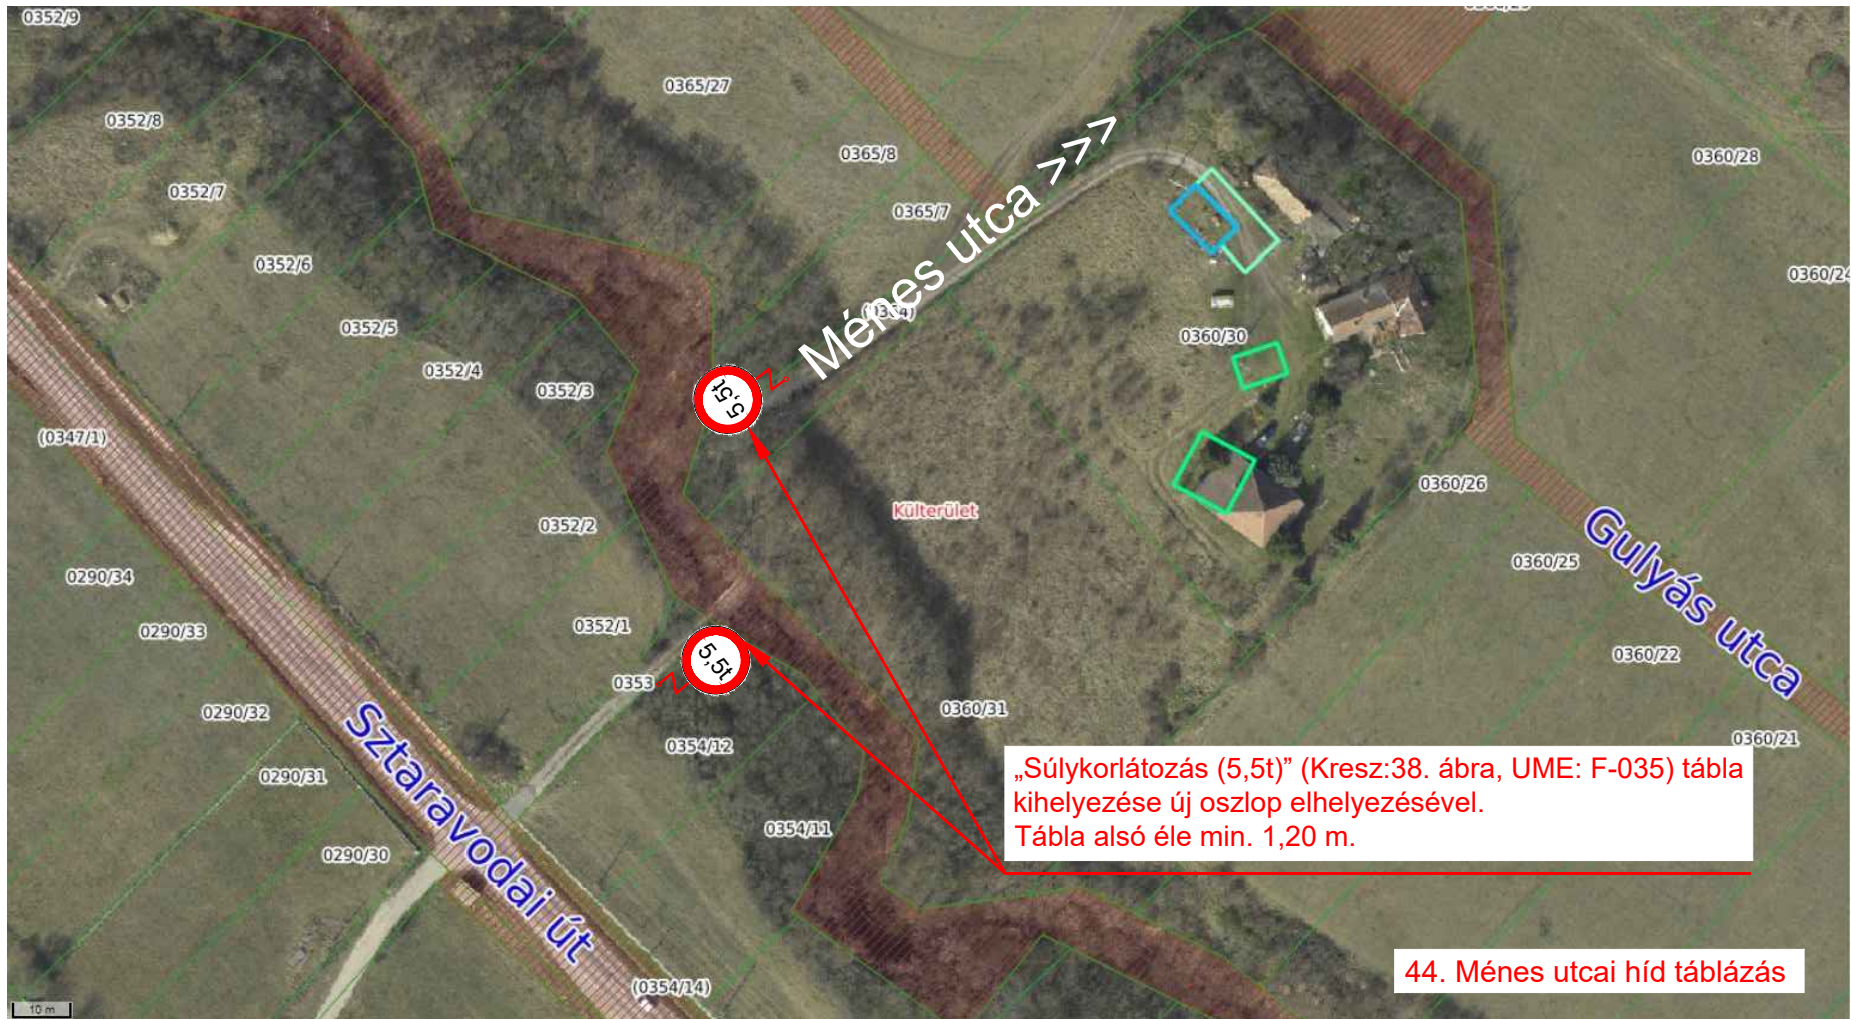 0352/9
0365/27
0352/8
0365/8
0360/28
0352/7
0365/7
Ménes utca >>>
0352/6
0360/24
0352/5
0360/30
0352/4
0352/3
5,5t
(0347/1)
0360/26
Külterület
0352/2
Gulyás utca
0360/25
0290/34
0352/1
0290/33
5,5t
0360/22
0353
0290/32
0360/31
0360/21
0354/12
Sztaravodai út
0290/31
„Súlykorlátozás (5,5t)” (Kresz:38. ábra, UME: F-035) tábla
kihelyezése új oszlop elhelyezésével.
Tábla alsó éle min. 1,20 m.
0354/11
0290/30
44. Ménes utcai híd táblázás
(0354/14)
10 m